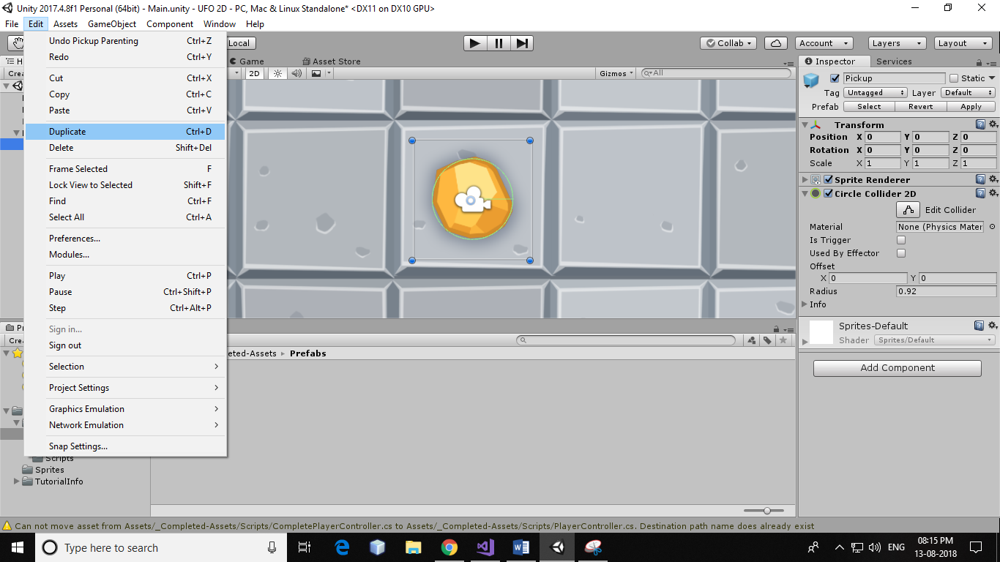 Unity 2017.4.8f1 Personal (64bit) - Main.unity - UFO 2D - PC, Mac & Linux Standalone* <DX11 on DX10 GPU>
File Edit Assets GameObject Component Window Help
Local Collab Account Layers Layout
Undo Pickup Parenting Ctrl+Z
Redo Ctrl+Y
Cut Ctrl+X
Copy Ctrl+C
Paste Ctrl+V
Duplicate Ctrl+D
Delete Shift+Del
Frame Selected F
Lock View to Selected Shift+F
Find Ctrl+F
Select All Ctrl+A
Preferences...
Modules...
Play Ctrl+P
Pause Ctrl+Shift+P
Step Ctrl+Alt+P
Sign in...
Sign out
Selection
Project Settings
Graphics Emulation
Network Emulation
Snap Settings...
H Game Asset Store
Crea 2D Gizmos All
Inspector Services
Pickup Static
Tag Untagged Layer Default
Prefab Select Revert Apply
Transform
Position X 0 Y 0 Z 0
Rotation X 0 Y 0 Z 0
Scale X 1 Y 1 Z 1
Sprite Renderer
Circle Collider 2D
Edit Collider
Material None (Physics Mater
Is Trigger
Used By Effector
Offset
X 0 Y 0
Radius 0.92
Info
Sprites-Default
Shader Sprites/Default
Add Component
Pr
Crea
eted-Assets Prefabs
Scripts
Sprites
TutorialInfo
Can not move asset from Assets/_Completed-Assets/Scripts/CompletePlayerController.cs to Assets/_Completed-Assets/Scripts/PlayerController.cs. Destination path name does already exist
Type here to search
ENG
08:15 PM
13-08-2018